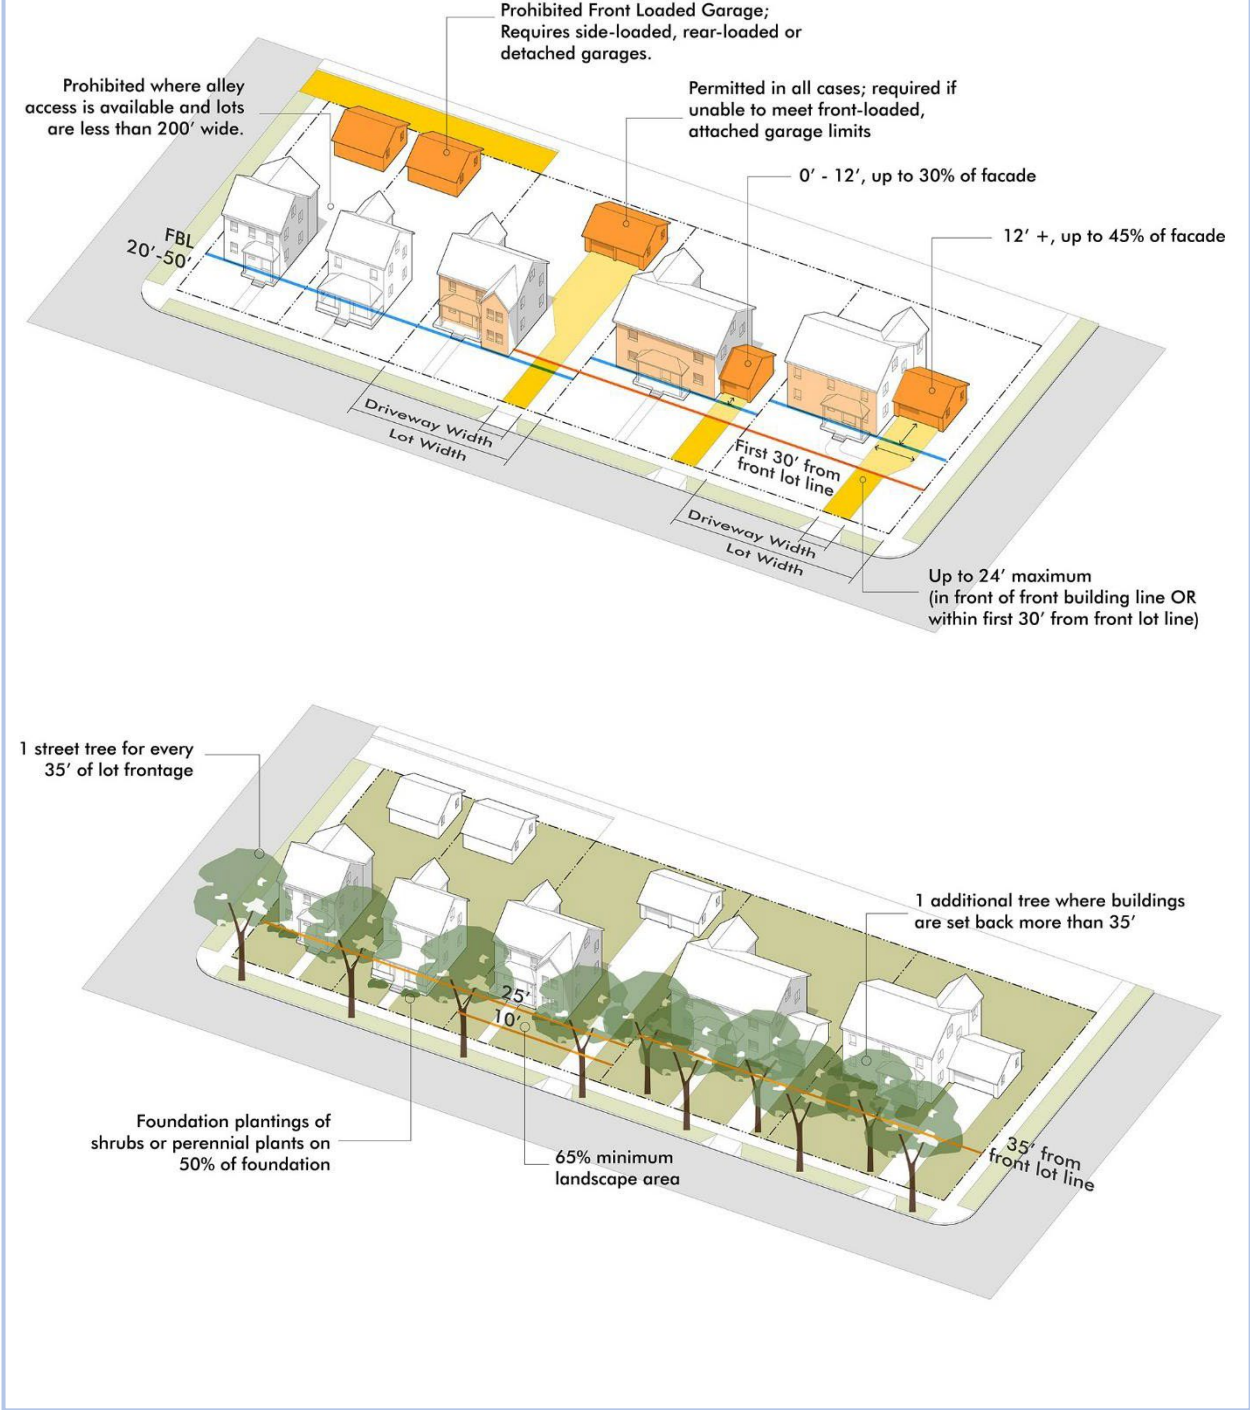 Prohibited Front Loaded Garage;
Requires side-loaded, rear-loaded or
detached garages.
Prohibited where alley
access is available and lots
are less than 200’ wide.
Permitted in all cases; required if
unable to meet front-loaded,
attached garage limits
0’ - 12’, up to 30% of facade
12’ +, up to 45% of facade
FBL
20’-50’
Driveway Width
Lot Width
First 30’ from
front lot line
Driveway Width
Lot Width
Up to 24’ maximum
(in front of front building line OR
within first 30’ from front lot line)
1 street tree for every
35’ of lot frontage
1 additional tree where buildings
are set back more than 35’
25’
10’
Foundation plantings of
shrubs or perennial plants on
50% of foundation
65% minimum
landscape area
35’ from
front lot line